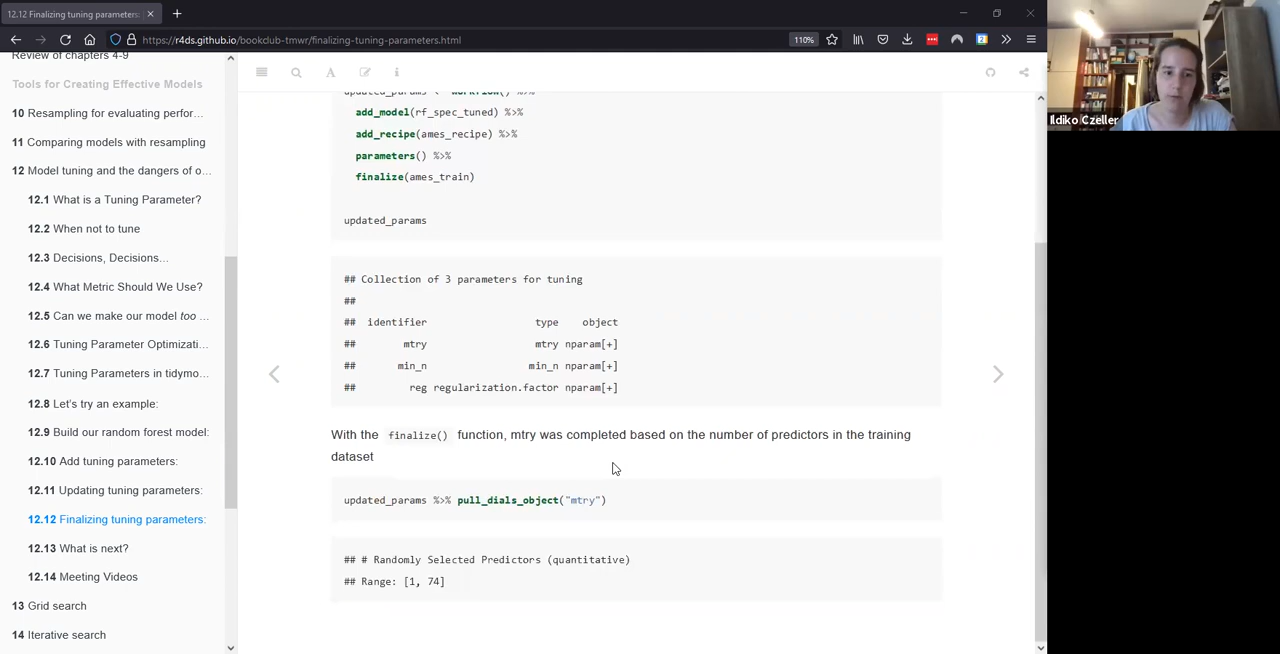 12.12 Finalizing tuning parameters:
https://r4ds.github.io/bookclub-tmwr/finalizing-tuning-parameters.html
110%
2
Ildiko Czeller
Review of chapters 4-9
Tools for Creating Effective Models
10 Resampling for evaluating perfor...
11 Comparing models with resampling
12 Model tuning and the dangers of o...
12.1 What is a Tuning Parameter?
12.2 When not to tune
12.3 Decisions, Decisions...
12.4 What Metric Should We Use?
12.5 Can we make our model too ...
12.6 Tuning Parameter Optimizati...
12.7 Tuning Parameters in tidymo...
12.8 Let's try an example:
12.9 Build our random forest model:
12.10 Add tuning parameters:
12.11 Updating tuning parameters:
12.12 Finalizing tuning parameters:
12.13 What is next?
12.14 Meeting Videos
13 Grid search
14 Iterative search
updated_params <- workflow() %>%
add_model(rf_spec_tuned) %>%
add_recipe(ames_recipe) %>%
parameters() %>%
finalize(ames_train)
updated_params
## Collection of 3 parameters for tuning
##
## identifier type object
## mtry mtry nparam[+]
## min_n min_n nparam[+]
## reg regularization.factor nparam[+]
With the finalize() function, mtry was completed based on the number of predictors in the training
dataset
updated_params %>% pull_dials_object("mtry")
## # Randomly Selected Predictors (quantitative)
## Range: [1, 74]